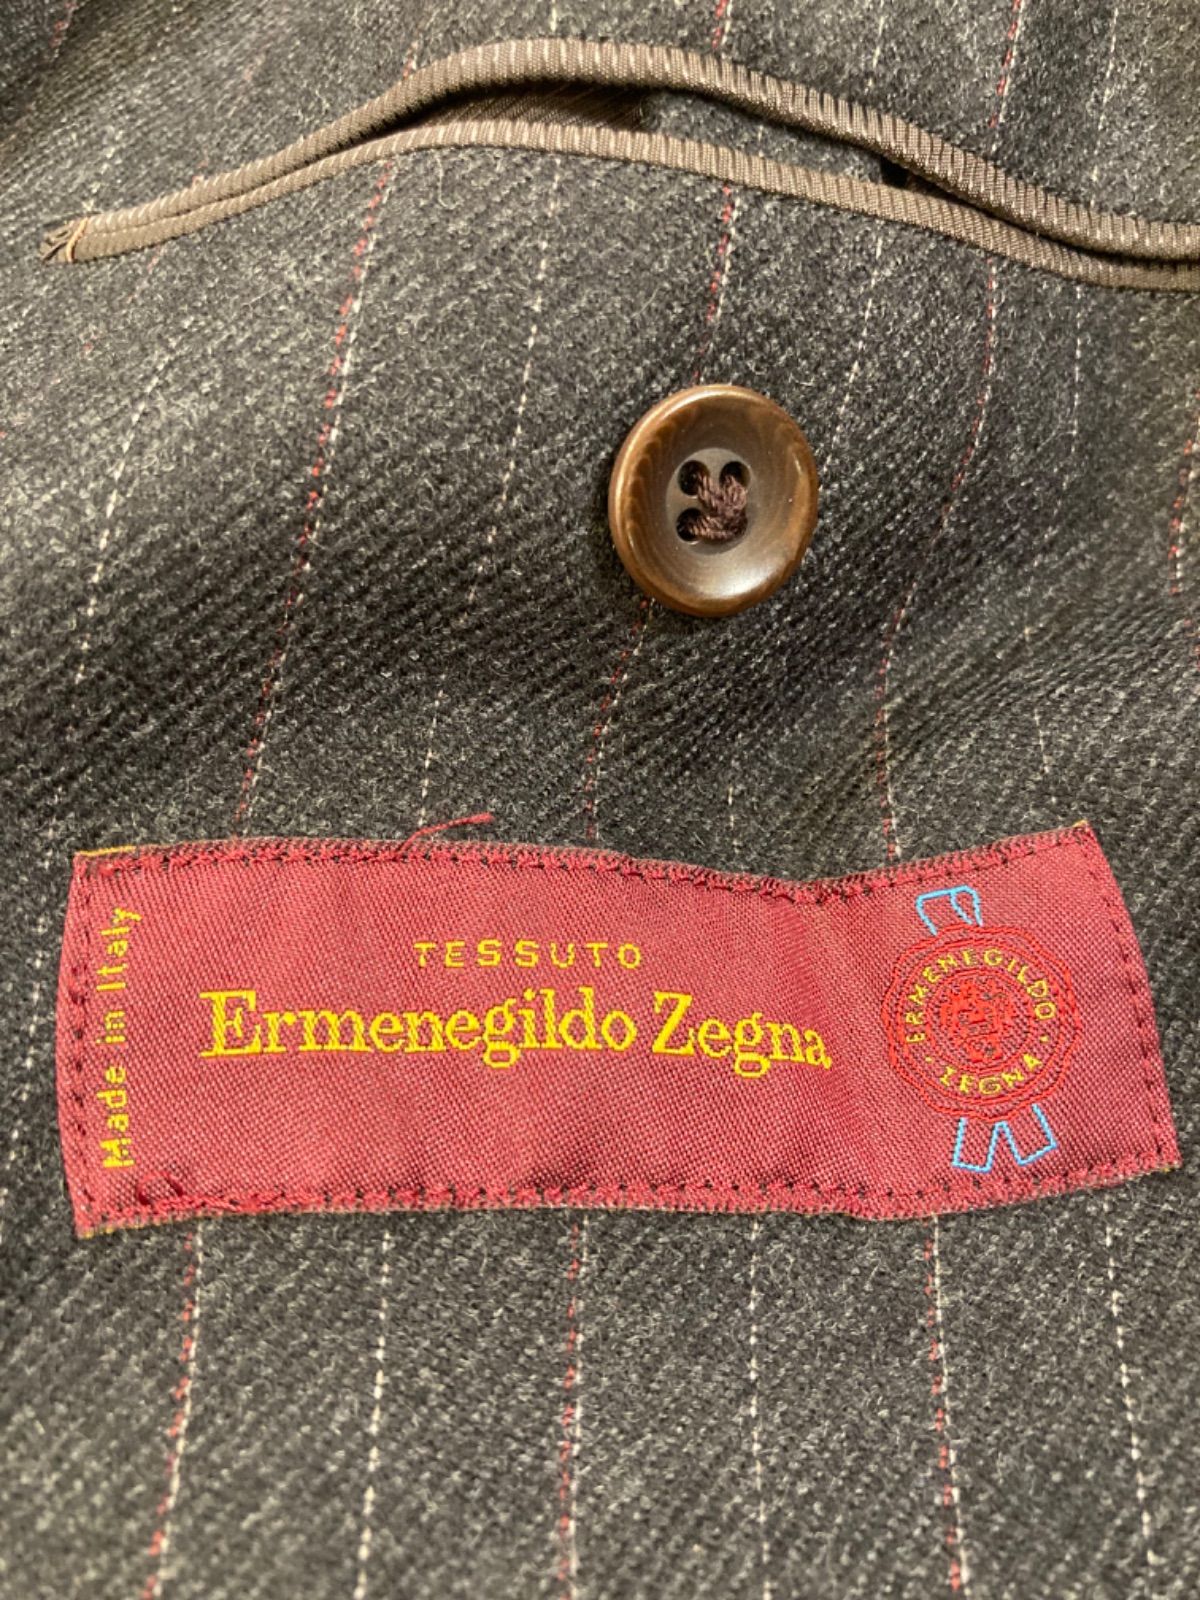 Made in Italy
TESSUTO
Ermenegildo Zegna
ERMENEGILDO
ZEGNA